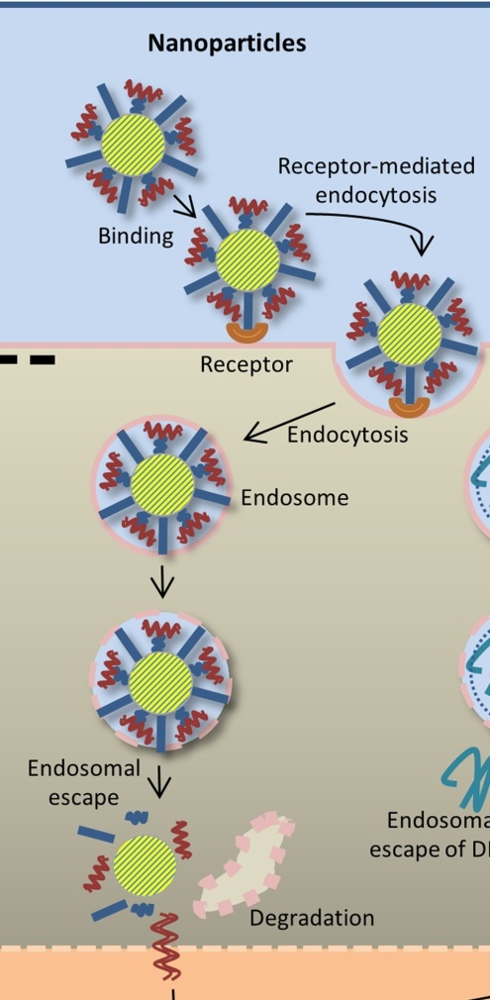 Nanoparticles
Receptor-mediated
endocytosis
Binding
Receptor
Endocytosis
Endosome
Endosomal
escape
Endosoma
escape of D
Degradation